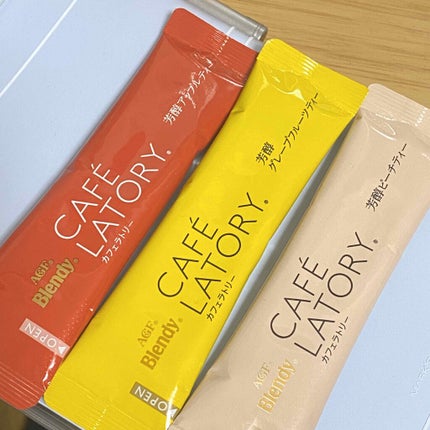 AGF®
Blendy®
CAFÉ
LATORY®
カフェラトリー
芳醇アップルティー
OPEN
AGF®
Blendy®
CAFÉ
LATORY®
カフェラトリー
芳醇
グレープフルーツティー
OPEN
AGF®
Blendy®
CAFÉ
LATORY®
カフェラトリー
芳醇ピーチティー